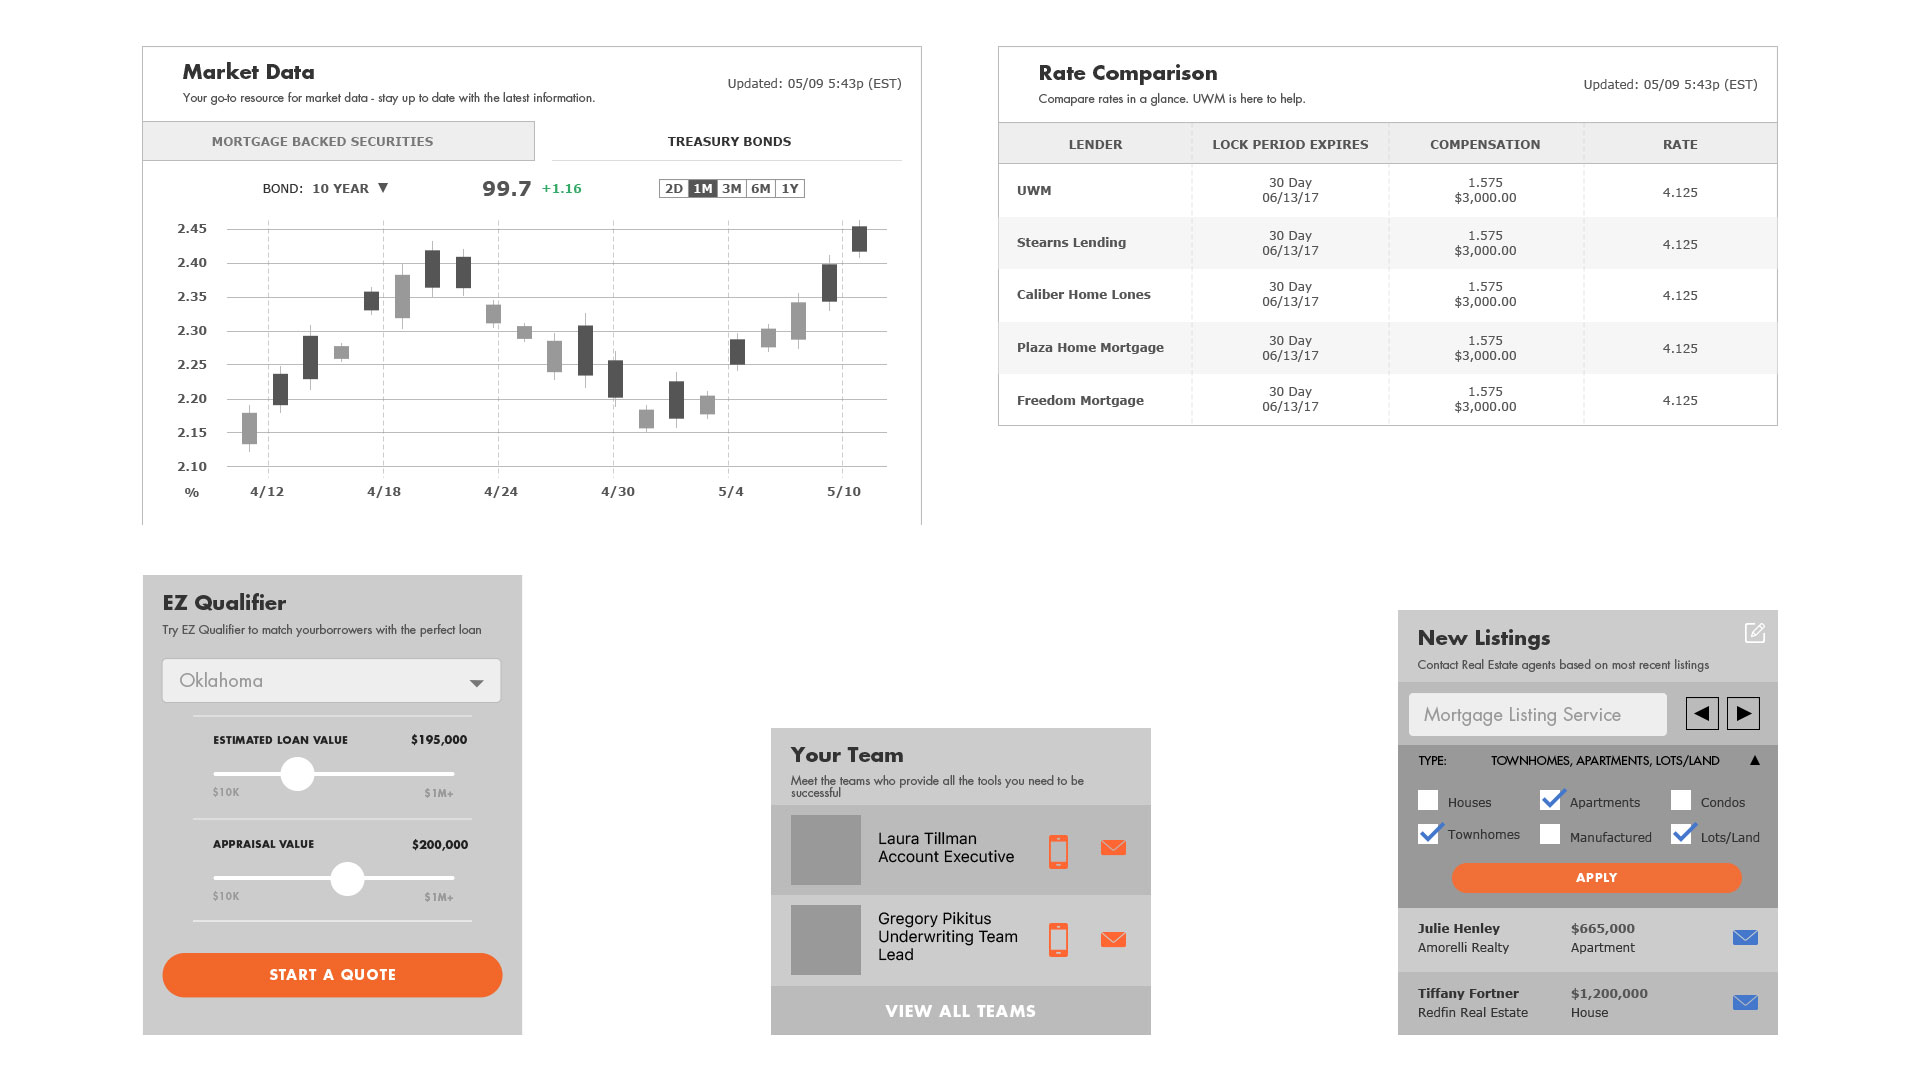 Market Data
Your go-to resource for market data - stay up to date with the latest information.
Updated: 05/09 5:43p (EST)
MORTGAGE BACKED SECURITIES
TREASURY BONDS
BOND: 10 YEAR ▼
99.7 +1.16
2D 1M 3M 6M 1Y
2.45
2.40
2.35
2.30
2.25
2.20
2.15
2.10
% 4/12 4/18 4/24 4/30 5/4 5/10
Rate Comparison
Comapare rates in a glance. UWM is here to help.
Updated: 05/09 5:43p (EST)
LENDER LOCK PERIOD EXPIRES COMPENSATION RATE
UWM 30 Day 06/13/17 1.575 $3,000.00 4.125
Stearns Lending 30 Day 06/13/17 1.575 $3,000.00 4.125
Caliber Home Lones 30 Day 06/13/17 1.575 $3,000.00 4.125
Plaza Home Mortgage 30 Day 06/13/17 1.575 $3,000.00 4.125
Freedom Mortgage 30 Day 06/13/17 1.575 $3,000.00 4.125
EZ Qualifier
Try EZ Qualifier to match yourborrowers with the perfect loan
Oklahoma
ESTIMATED LOAN VALUE $195,000
$10K $1M+
APPRAISAL VALUE $200,000
$10K $1M+
START A QUOTE
Your Team
Meet the teams who provide all the tools you need to be
successful
Laura Tillman
Account Executive
Gregory Pikitus
Underwriting Team
Lead
VIEW ALL TEAMS
New Listings
Contact Real Estate agents based on most recent listings
Mortgage Listing Service
TYPE: TOWNHOMES, APARTMENTS, LOTS/LAND
Houses Apartments Condos
Townhomes Manufactured Lots/Land
APPLY
Julie Henley $665,000
Amorelli Realty Apartment
Tiffany Fortner $1,200,000
Redfin Real Estate House